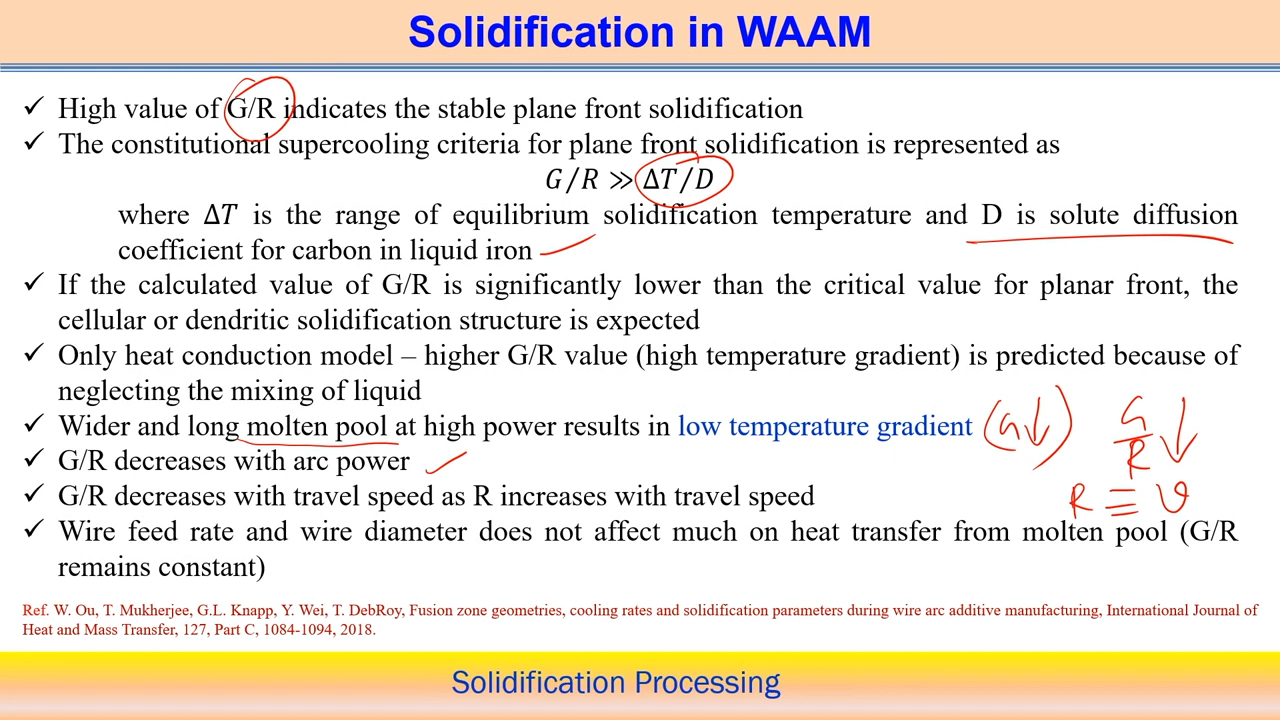 Solidification in WAAM
✓ High value of G/R indicates the stable plane front solidification
✓ The constitutional supercooling criteria for plane front solidification is represented as
G/R ≫ ΔT/D
where ΔT is the range of equilibrium solidification temperature and D is solute diffusion
coefficient for carbon in liquid iron
✓ If the calculated value of G/R is significantly lower than the critical value for planar front, the
cellular or dendritic solidification structure is expected
✓ Only heat conduction model – higher G/R value (high temperature gradient) is predicted because of
neglecting the mixing of liquid
✓ Wider and long molten pool at high power results in low temperature gradient (G↓) G/R ↓
✓ G/R decreases with arc power
✓ G/R decreases with travel speed as R increases with travel speed R ≡ v
✓ Wire feed rate and wire diameter does not affect much on heat transfer from molten pool (G/R
remains constant)
Ref. W. Ou, T. Mukherjee, G.L. Knapp, Y. Wei, T. DebRoy, Fusion zone geometries, cooling rates and solidification parameters during wire arc additive manufacturing, International Journal of
Heat and Mass Transfer, 127, Part C, 1084-1094, 2018.
Solidification Processing